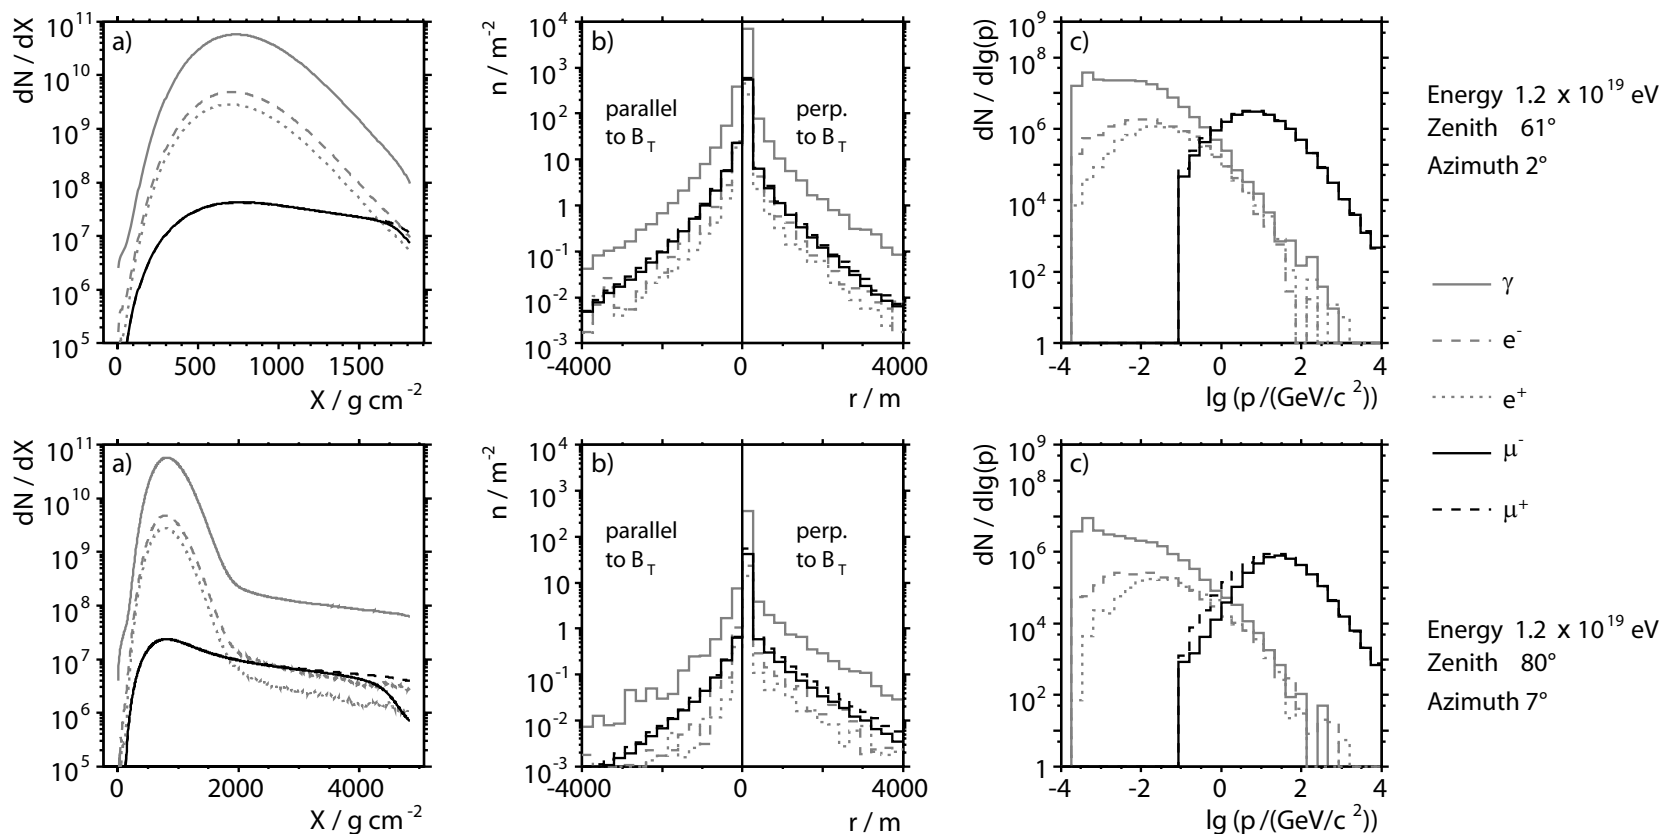 a)
dN / dX
10^11
10^10
10^9
10^8
10^7
10^6
10^5
0 500 1000 1500
X / g cm^-2
b)
n / m^-2
10^4
10^3
10^2
10
1
10^-1
10^-2
10^-3
parallel
to B_T
perp.
to B_T
-4000 0 4000
r / m
c)
dN / dlg(p)
10^9
10^8
10^6
10^4
10^2
1
-4 -2 0 2 4
lg (p /(GeV/c^2))
Energy 1.2 x 10^19 eV
Zenith 61°
Azimuth 2°
γ
e^-
e^+
μ^-
μ^+
a)
dN / dX
10^11
10^10
10^9
10^8
10^7
10^6
10^5
0 2000 4000
X / g cm^-2
b)
n / m^-2
10^4
10^3
10^2
10
1
10^-1
10^-2
10^-3
parallel
to B_T
perp.
to B_T
-4000 0 4000
r / m
c)
dN / dlg(p)
10^9
10^8
10^6
10^4
10^2
1
-4 -2 0 2 4
lg (p /(GeV/c^2))
Energy 1.2 x 10^19 eV
Zenith 80°
Azimuth 7°